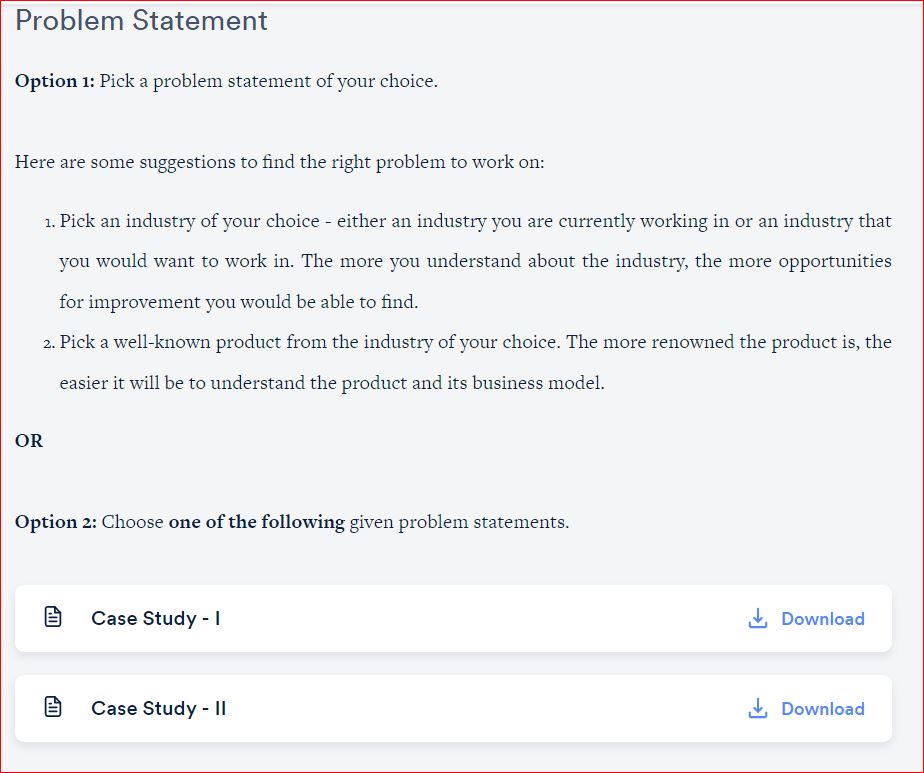 Problem Statement
Option 1: Pick a problem statement of your choice.
Here are some suggestions to find the right problem to work on:
1. Pick an industry of your choice - either an industry you are currently working in or an industry that
you would want to work in. The more you understand about the industry, the more opportunities
for improvement you would be able to find.
2. Pick a well-known product from the industry of your choice. The more renowned the product is, the
easier it will be to understand the product and its business model.
OR
Option 2: Choose one of the following given problem statements.
Case Study - I Download
Case Study - II Download